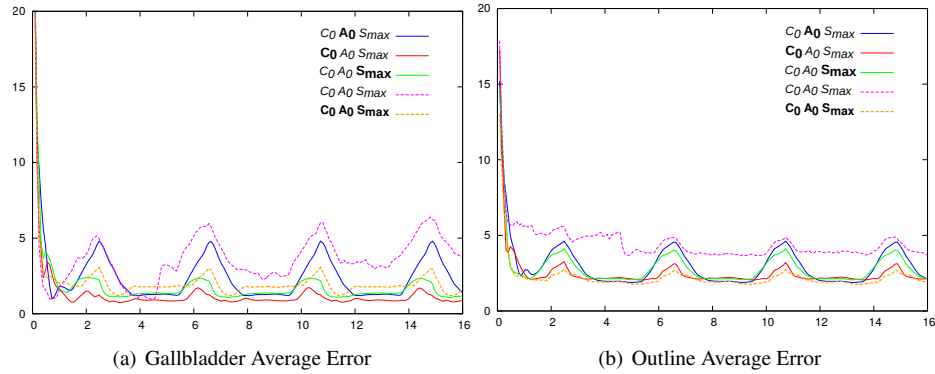 20
15
10
5
0
0 2 4 6 8 10 12 14 16
C0 A0 Smax
C0 A0 Smax
C0 A0 Smax
C0 A0 Smax
C0 A0 Smax
(a) Gallbladder Average Error
20
15
10
5
0
0 2 4 6 8 10 12 14 16
C0 A0 Smax
C0 A0 Smax
C0 A0 Smax
C0 A0 Smax
C0 A0 Smax
(b) Outline Average Error